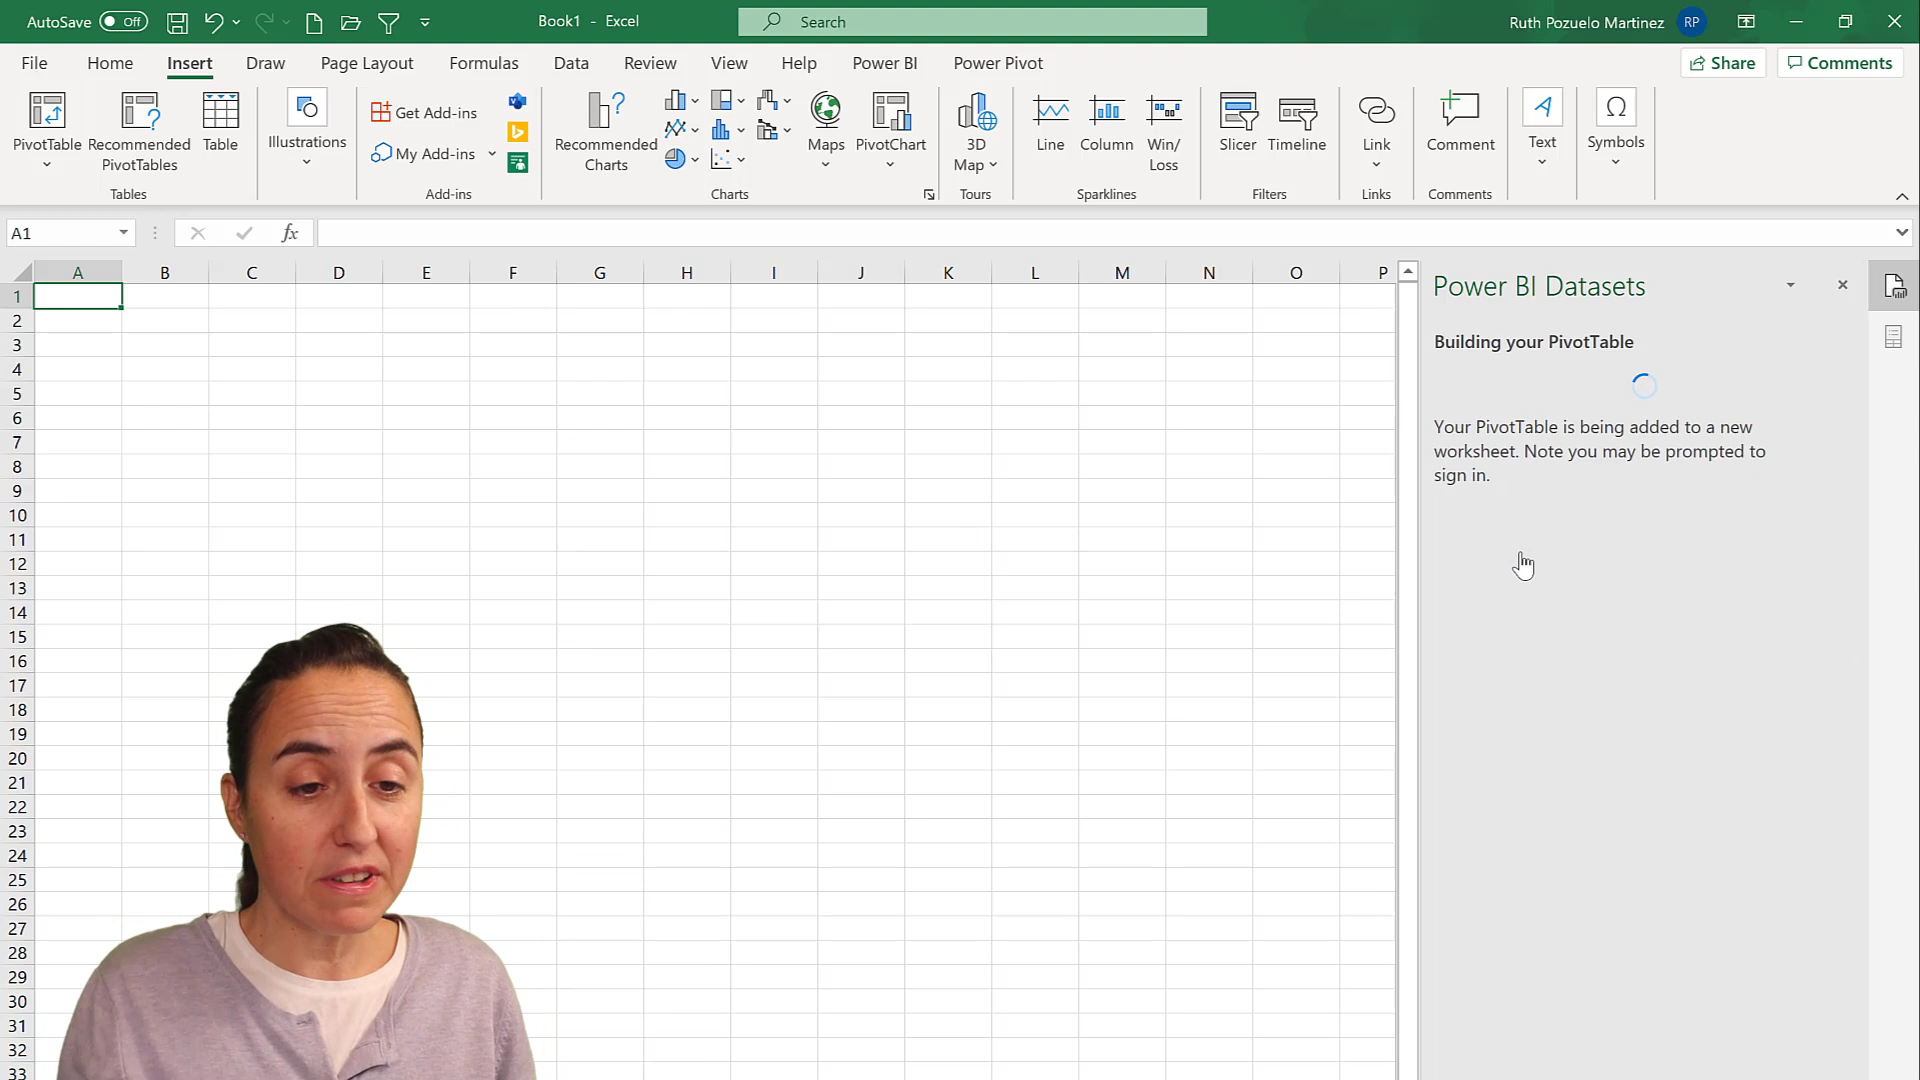 AutoSave Off Book1 - Excel Search Ruth Pozuelo Martinez RP
File Home Insert Draw Page Layout Formulas Data Review View Help Power BI Power Pivot Share Comments
PivotTable
Recommended
PivotTables
Table
Tables
Illustrations
Get Add-ins
My Add-ins
Add-ins
Recommended
Charts
Maps
PivotChart
Charts
3D
Map
Tours
Line
Column
Win/
Loss
Sparklines
Slicer
Timeline
Filters
Link
Links
Comment
Comments
Text
Symbols
A1 fx
A B C D E F G H I J K L M N O P
1
2
3
4
5
6
7
8
9
10
11
12
13
14
15
16
17
18
19
20
21
22
23
24
25
26
27
28
29
30
31
32
33
Power BI Datasets
Building your PivotTable
Your PivotTable is being added to a new
worksheet. Note you may be prompted to
sign in.